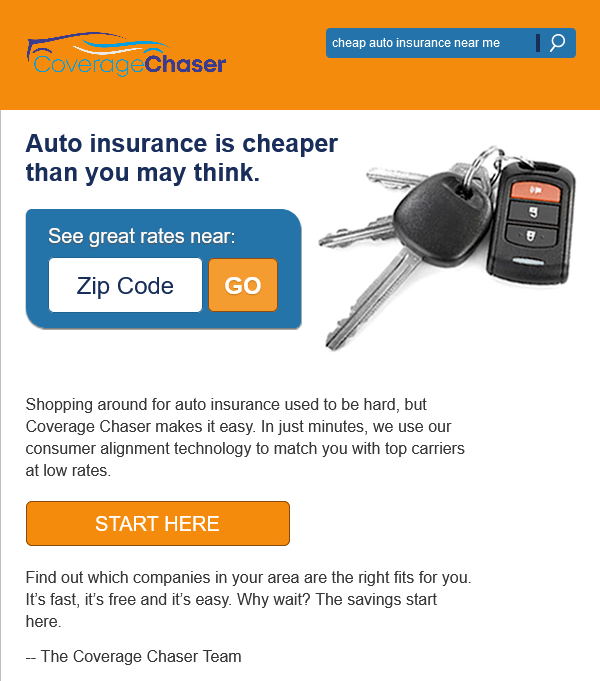 CoverageChaser
cheap auto insurance near me
Auto insurance is cheaper
than you may think.
See great rates near:
Zip Code
GO
Shopping around for auto insurance used to be hard, but
Coverage Chaser makes it easy. In just minutes, we use our
consumer alignment technology to match you with top carriers
at low rates.
START HERE
Find out which companies in your area are the right fits for you.
It’s fast, it’s free and it’s easy. Why wait? The savings start
here.
-- The Coverage Chaser Team